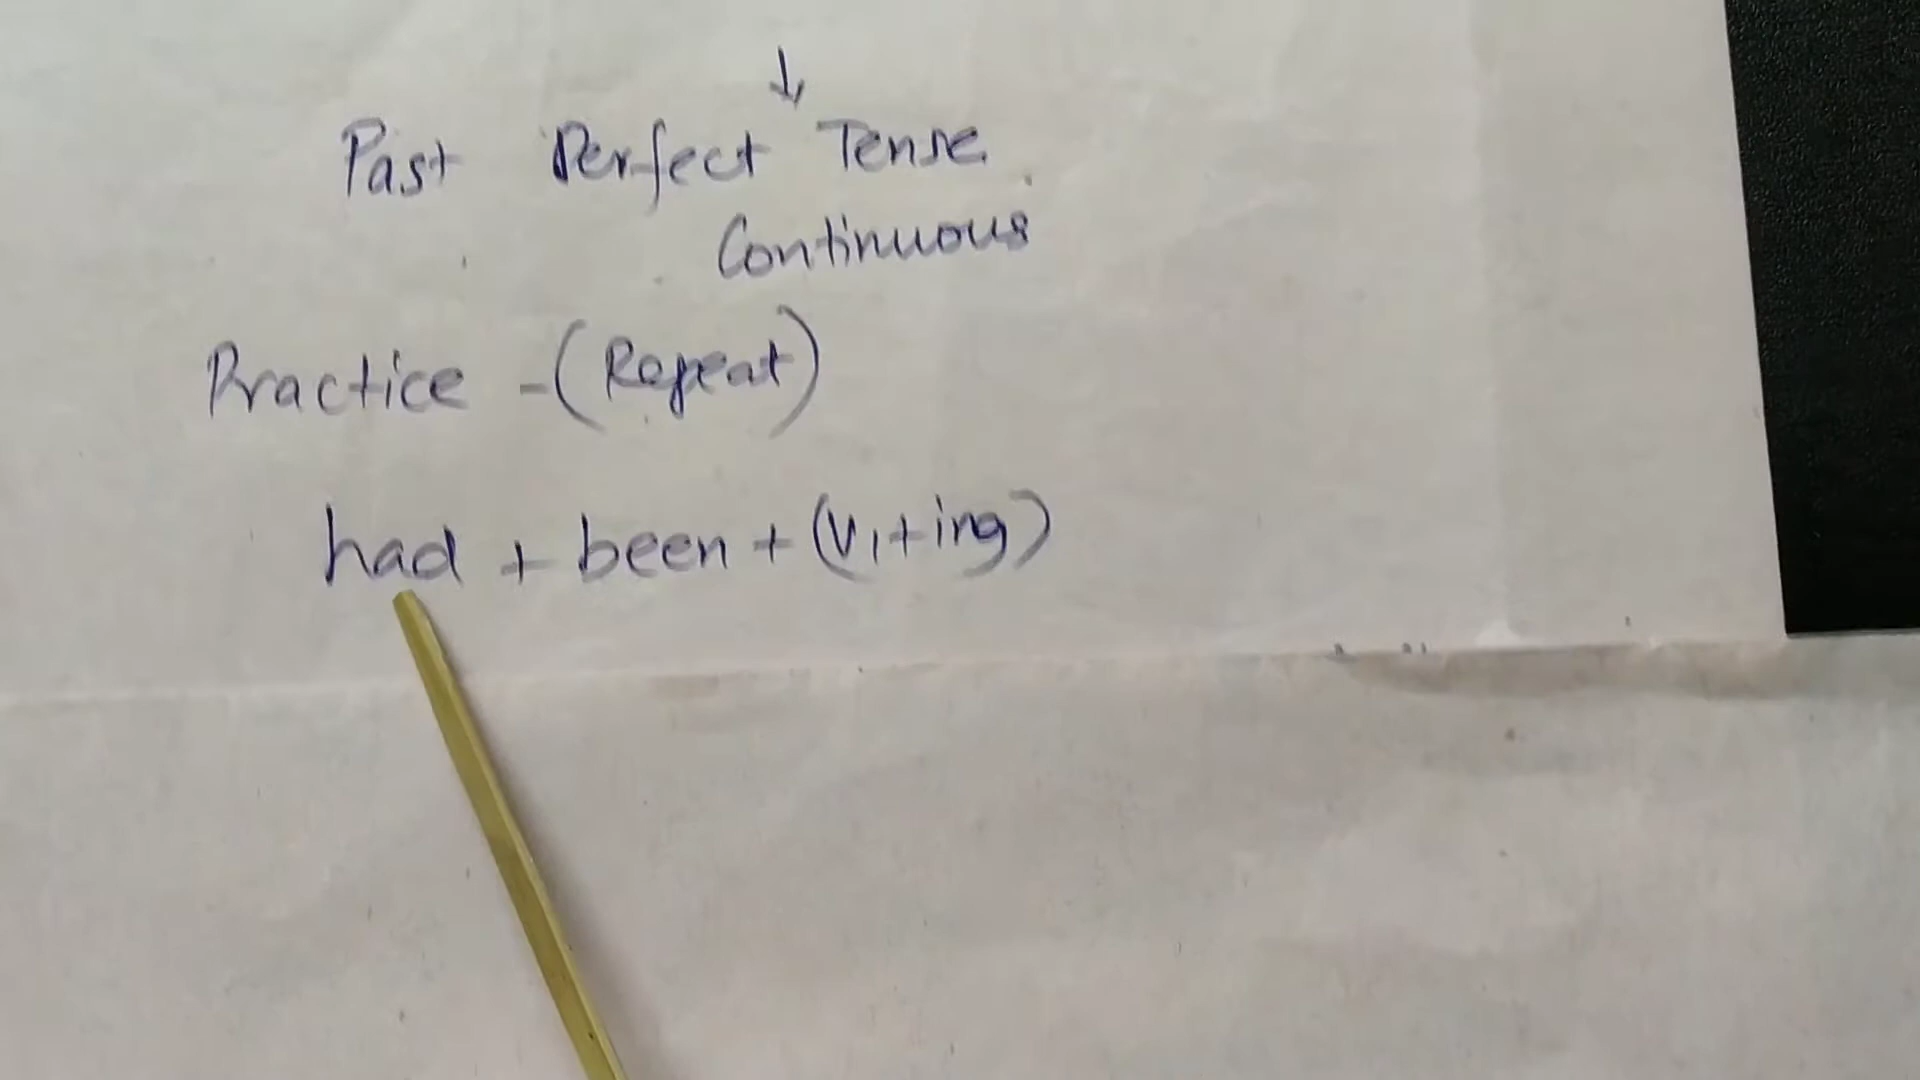 ↓
Past Perfect Tense
Continuous
Practice - (Repeat)
had + been + (V1+ing)